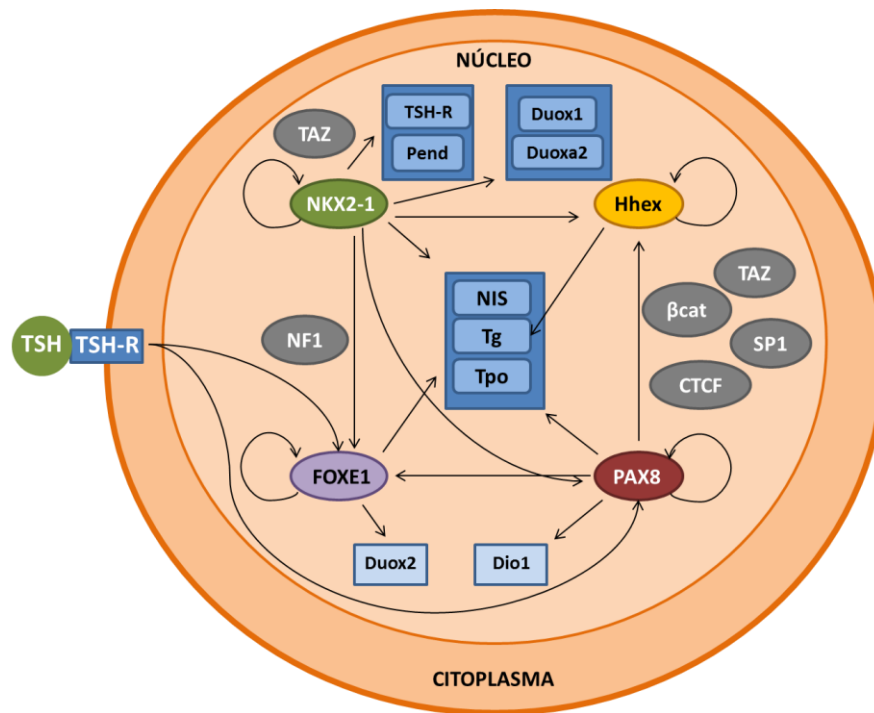 NÚCLEO
TSH-R
Duox1
TAZ
Pend
Duoxa2
NKX2-1
Hhex
TAZ
NIS
βcat
TSH
TSH-R
NF1
Tg
SP1
Tpo
CTCF
FOXE1
PAX8
Duox2
Dio1
CITOPLASMA